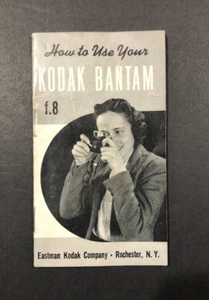 How to Use Your
KODAK BANTAM
f.8
Eastman Kodak Company - Rochester, N. Y.